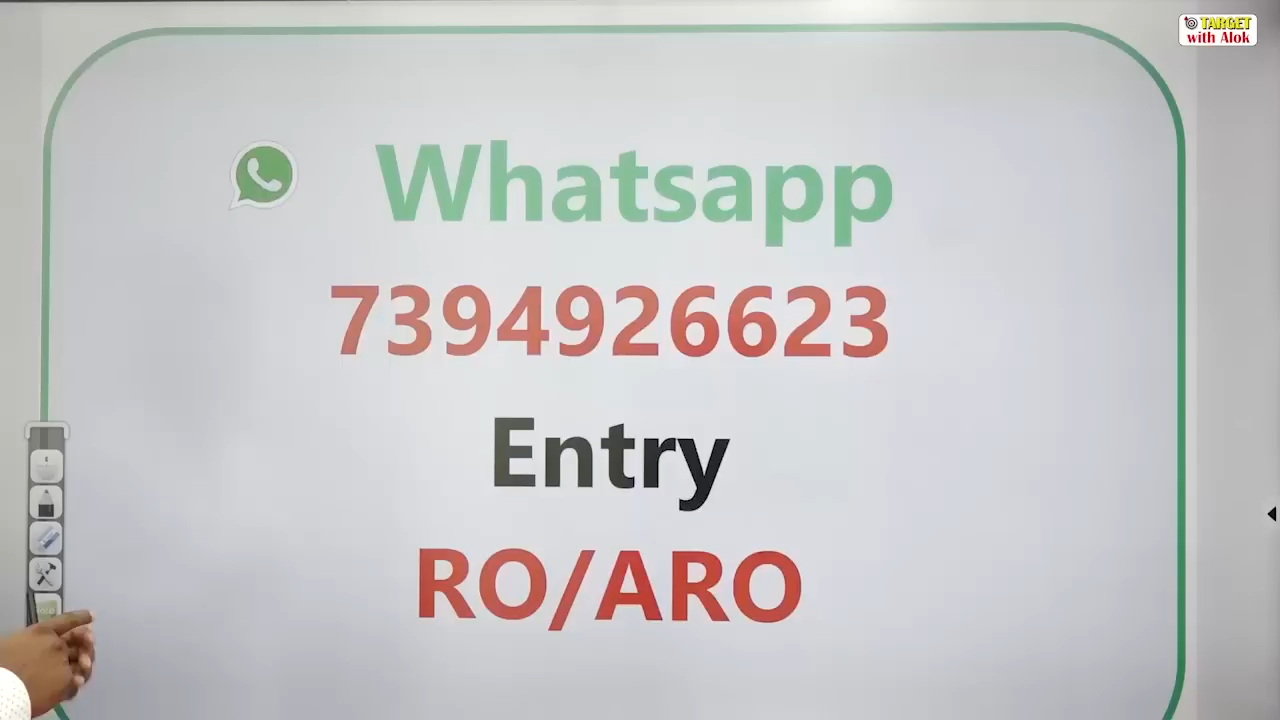 TARGET
with Alok
Whatsapp
7394926623
Entry
RO/ARO